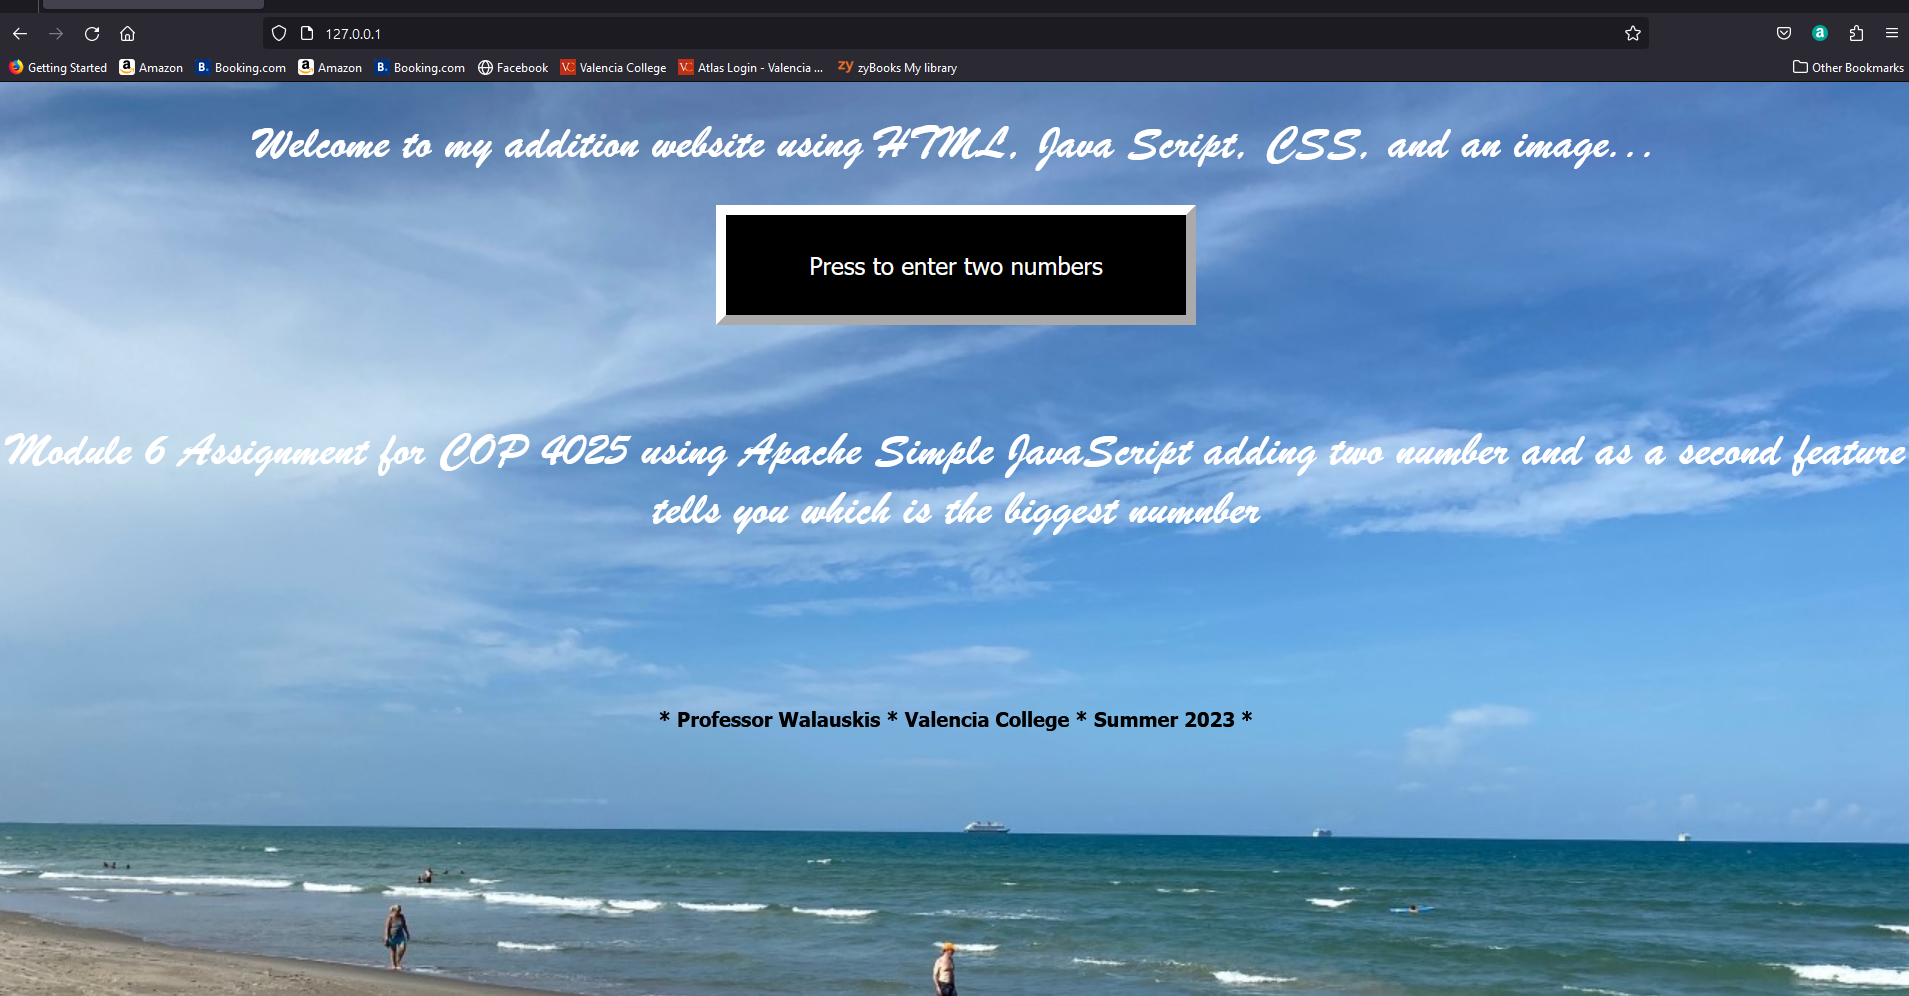 127.0.0.1
Getting Started Amazon Booking.com Amazon Booking.com Facebook Valencia College Atlas Login - Valencia ... zyBooks My library Other Bookmarks
Welcome to my addition website using HTML, Java Script, CSS, and an image...
Press to enter two numbers
Module 6 Assignment for COP 4025 using Apache Simple JavaScript adding two number and as a second feature
tells you which is the biggest numnber
* Professor Walauskis * Valencia College * Summer 2023 *